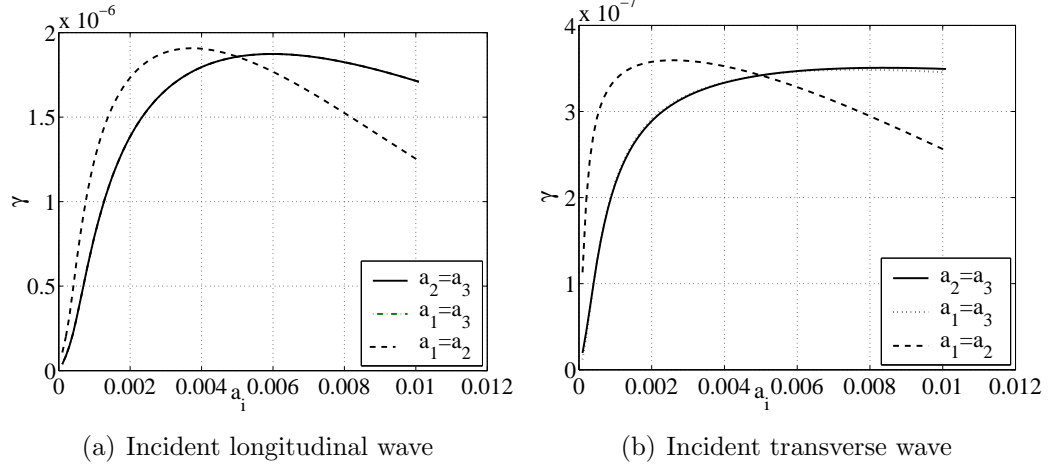 x 10⁻⁶
2
1.5
1
0.5
0
γ
0 0.002 0.004 0.006 0.008 0.01 0.012
a_i
a_2=a_3
a_1=a_3
a_1=a_2
(a) Incident longitudinal wave
x 10⁻⁷
4
3
2
1
0
γ
0 0.002 0.004 0.006 0.008 0.01 0.012
a_i
a_2=a_3
a_1=a_3
a_1=a_2
(b) Incident transverse wave